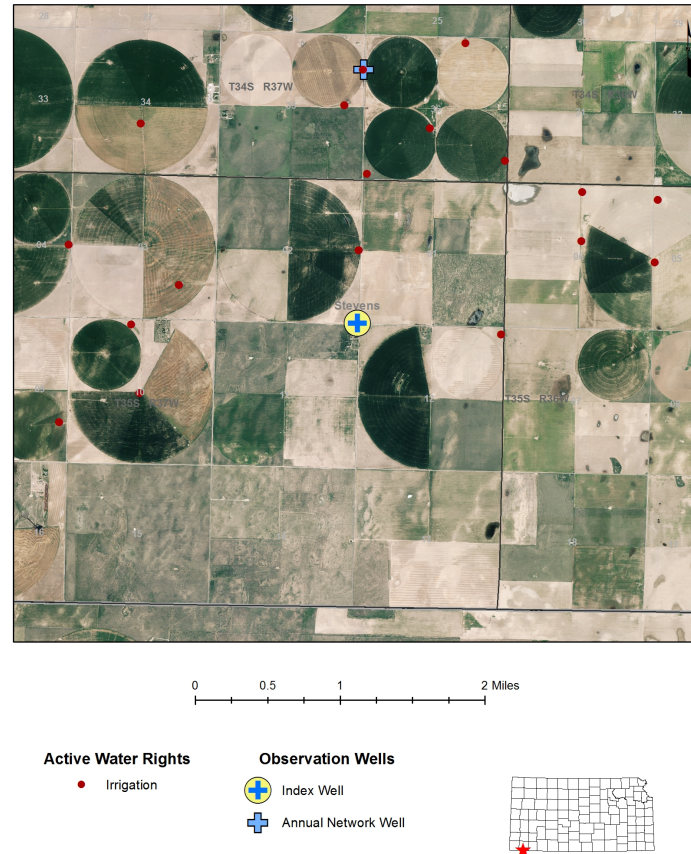 25
33
34
T34S R37W
Stevens
T35S R37W
T35S R36W
0 0.5 1 2 Miles
Active Water Rights
Observation Wells
Irrigation
Index Well
Annual Network Well